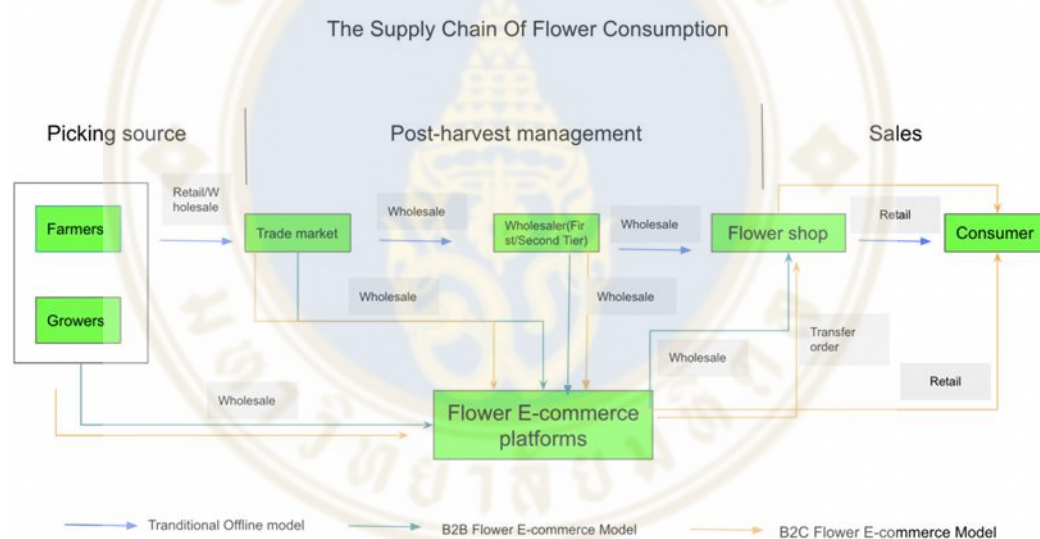 The Supply Chain Of Flower Consumption
Picking source
Post-harvest management
Sales
Retail/W
holesale
Wholesale
Wholesale
Retail
Farmers
Trade market
Wholesaler(Fir
st/Second Tier)
Flower shop
Consumer
Growers
Wholesale
Wholesale
Wholesale
Transfer
order
Retail
Wholesale
Flower E-commerce
platforms
Tranditional Offline model
B2B Flower E-commerce Model
B2C Flower E-commerce Model